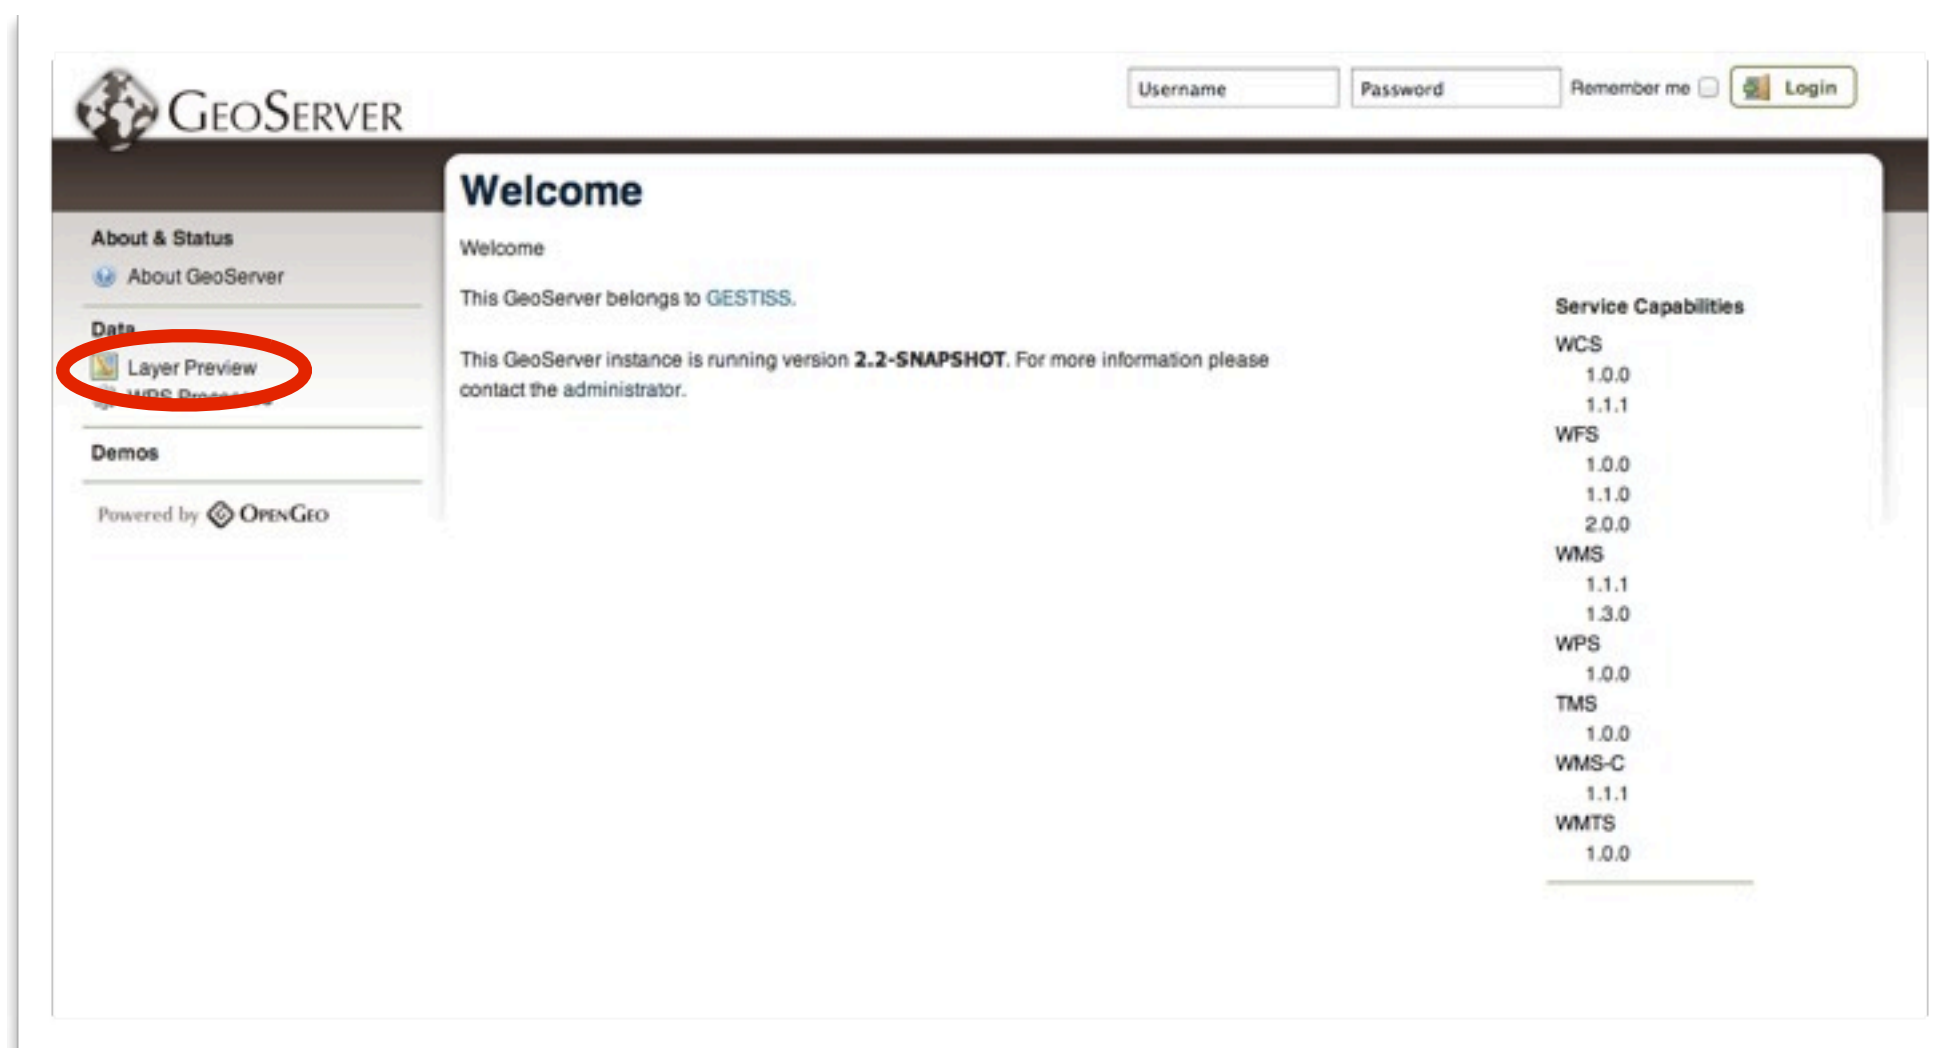 GEOSERVER
Username
Password
Remember me
Login
About & Status
About GeoServer
Data
Layer Preview
WPS
Demos
Powered by OPENGEO
Welcome
Welcome
This GeoServer belongs to GESTISS.
This GeoServer instance is running version 2.2-SNAPSHOT. For more information please
contact the administrator.
Service Capabilities
WCS
1.0.0
1.1.1
WFS
1.0.0
1.1.0
2.0.0
WMS
1.1.1
1.3.0
WPS
1.0.0
TMS
1.0.0
WMS-C
1.1.1
WMTS
1.0.0